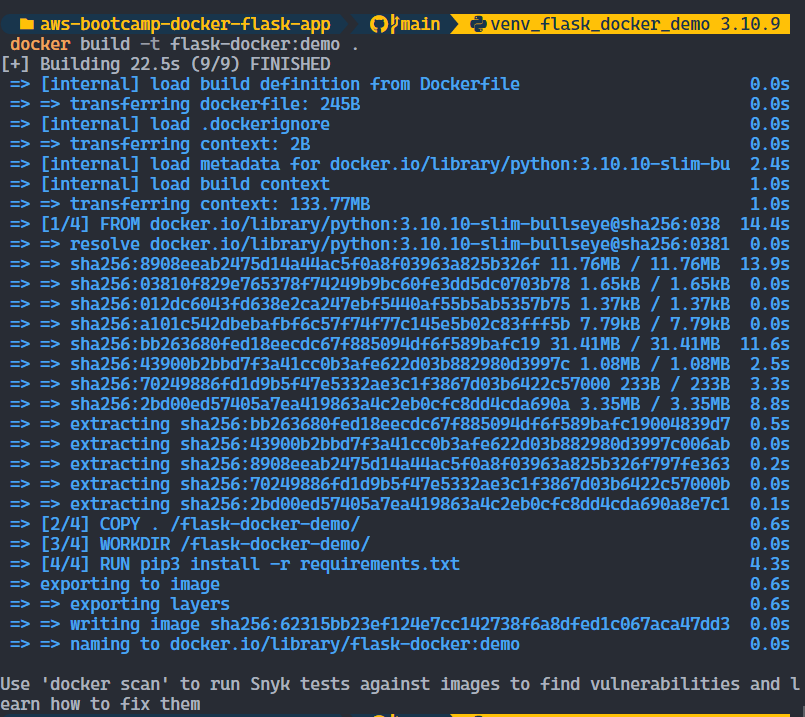 aws-bootcamp-docker-flask-app main venv_flask_docker_demo 3.10.9
docker build -t flask-docker:demo .
[+] Building 22.5s (9/9) FINISHED
=> [internal] load build definition from Dockerfile 0.0s
=> => transferring dockerfile: 245B 0.0s
=> [internal] load .dockerignore 0.0s
=> => transferring context: 2B 0.0s
=> [internal] load metadata for docker.io/library/python:3.10.10-slim-bu 2.4s
=> [internal] load build context 1.0s
=> => transferring context: 133.77MB 1.0s
=> [1/4] FROM docker.io/library/python:3.10.10-slim-bullseye@sha256:038 14.4s
=> => resolve docker.io/library/python:3.10.10-slim-bullseye@sha256:0381 0.0s
=> => sha256:8908eeab2475d14a44ac5f0a8f03963a825b326f 11.76MB / 11.76MB 13.9s
=> => sha256:03810f829e765378f74249b9bc60fe3dd5dc0703b78 1.65kB / 1.65kB 0.0s
=> => sha256:012dc6043fd638e2ca247ebf5440af55b5ab5357b75 1.37kB / 1.37kB 0.0s
=> => sha256:a101c542dbebafbf6c57f74f77c145e5b02c83fff5b 7.79kB / 7.79kB 0.0s
=> => sha256:bb263680fed18eecdc67f885094df6f589bafc19 31.41MB / 31.41MB 11.6s
=> => sha256:43900b2bbd7f3a41cc0b3afe622d03b882980d3997c 1.08MB / 1.08MB 2.5s
=> => sha256:70249886fd1d9b5f47e5332ae3c1f3867d03b6422c57000 233B / 233B 3.3s
=> => sha256:2bd00ed57405a7ea419863a4c2eb0cfc8dd4cda690a 3.35MB / 3.35MB 8.8s
=> => extracting sha256:bb263680fed18eecdc67f885094df6f589bafc19004839d7 0.5s
=> => extracting sha256:43900b2bbd7f3a41cc0b3afe622d03b882980d3997c006ab 0.0s
=> => extracting sha256:8908eeab2475d14a44ac5f0a8f03963a825b326f797fe363 0.2s
=> => extracting sha256:70249886fd1d9b5f47e5332ae3c1f3867d03b6422c57000b 0.0s
=> => extracting sha256:2bd00ed57405a7ea419863a4c2eb0cfc8dd4cda690a8e7c1 0.1s
=> [2/4] COPY . /flask-docker-demo/ 0.6s
=> [3/4] WORKDIR /flask-docker-demo/ 0.0s
=> [4/4] RUN pip3 install -r requirements.txt 4.3s
=> exporting to image 0.6s
=> => exporting layers 0.6s
=> => writing image sha256:62315bb23ef124e7cc142738f6a8dfed1c067aca47dd3 0.0s
=> => naming to docker.io/library/flask-docker:demo 0.0s
Use 'docker scan' to run Snyk tests against images to find vulnerabilities and l
earn how to fix them